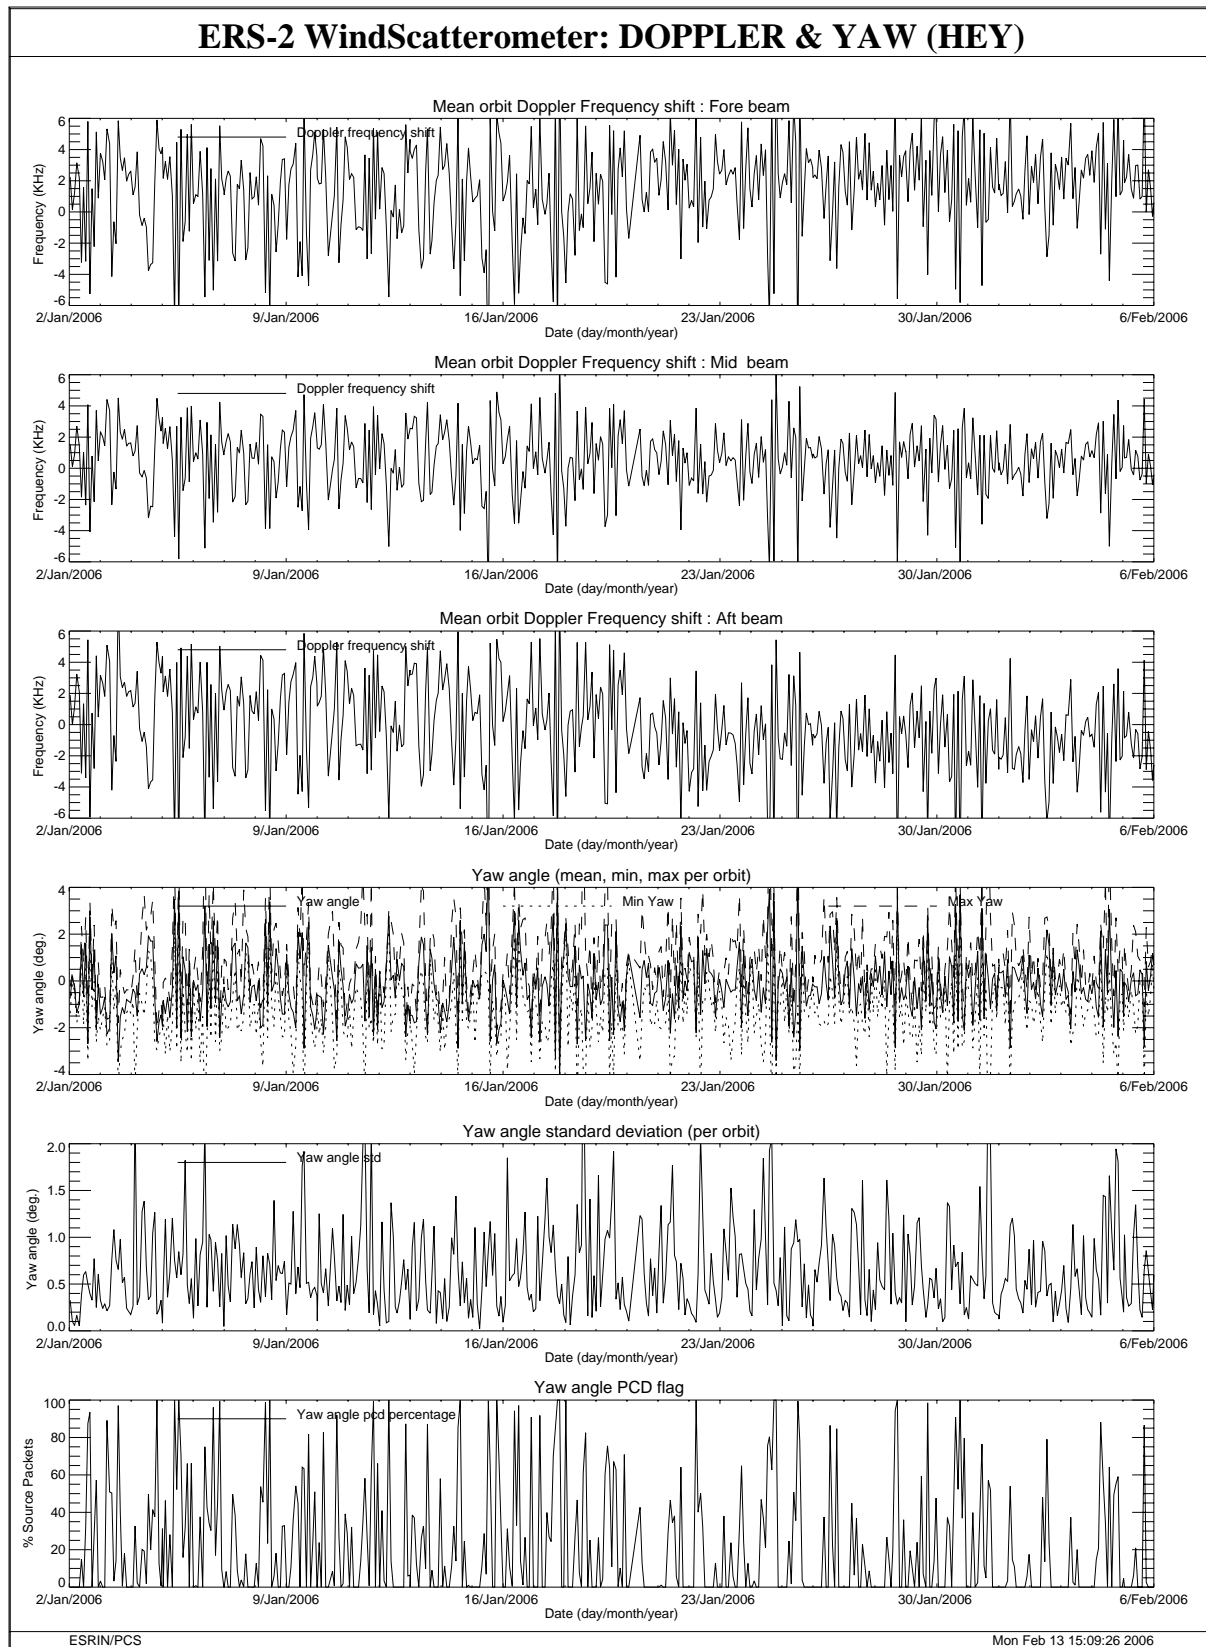 ERS-2 WindScatterometer: DOPPLER & YAW (HEY)
Mean orbit Doppler Frequency shift : Fore beam
Doppler frequency shift
Frequency (KHz)
6
4
2
0
-2
-4
-6
2/Jan/2006 9/Jan/2006 16/Jan/2006 23/Jan/2006 30/Jan/2006 6/Feb/2006
Date (day/month/year)
Mean orbit Doppler Frequency shift : Mid beam
Doppler frequency shift
Frequency (KHz)
6
4
2
0
-2
-4
-6
2/Jan/2006 9/Jan/2006 16/Jan/2006 23/Jan/2006 30/Jan/2006 6/Feb/2006
Date (day/month/year)
Mean orbit Doppler Frequency shift : Aft beam
Doppler frequency shift
Frequency (KHz)
6
4
2
0
-2
-4
-6
2/Jan/2006 9/Jan/2006 16/Jan/2006 23/Jan/2006 30/Jan/2006 6/Feb/2006
Date (day/month/year)
Yaw angle (mean, min, max per orbit)
Yaw angle Min Yaw Max Yaw
Yaw angle (deg.)
4
2
0
-2
-4
2/Jan/2006 9/Jan/2006 16/Jan/2006 23/Jan/2006 30/Jan/2006 6/Feb/2006
Date (day/month/year)
Yaw angle standard deviation (per orbit)
Yaw angle std
Yaw angle (deg.)
2.0
1.5
1.0
0.5
0.0
2/Jan/2006 9/Jan/2006 16/Jan/2006 23/Jan/2006 30/Jan/2006 6/Feb/2006
Date (day/month/year)
Yaw angle PCD flag
Yaw angle pcd percentage
% Source Packets
100
80
60
40
20
0
2/Jan/2006 9/Jan/2006 16/Jan/2006 23/Jan/2006 30/Jan/2006 6/Feb/2006
Date (day/month/year)
ESRIN/PCS Mon Feb 13 15:09:26 2006